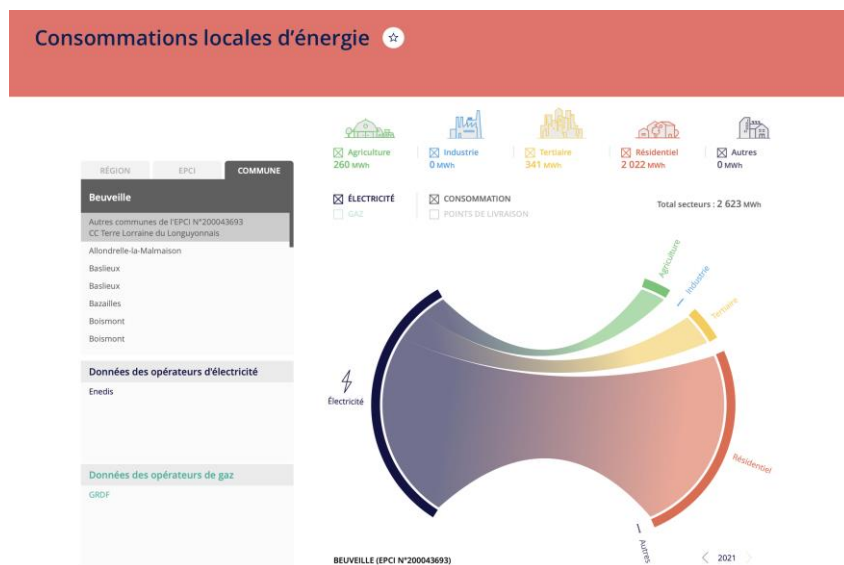 Consommations locales d'énergie
Agriculture
260 MWh
Industrie
0 MWh
Tertiaire
341 MWh
Résidentiel
2 022 MWh
Autres
0 MWh
RÉGION
EPCI
COMMUNE
Beuveille
Autres communes de l'EPCI N°200043693
CC Terre Lorraine du Longuyonnais
Allondrelle-la-Malmaison
Baslieux
Baslieux
Bazailles
Boismont
Boismont
Données des opérateurs d'électricité
Enedis
Données des opérateurs de gaz
GRDF
ÉLECTRICITÉ
GAZ
CONSOMMATION
POINTS DE LIVRAISON
Total secteurs : 2 623 MWh
Agriculture
Industrie
Tertiaire
Électricité
Résidentiel
Autres
BEUVEILLE (EPCI N°200043693)
2021